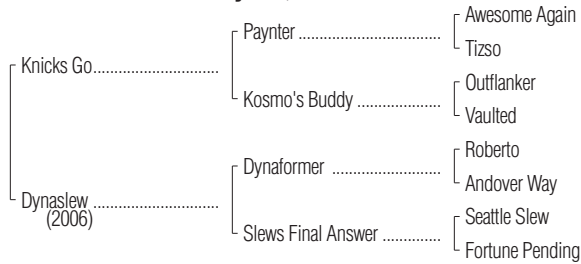 Awesome Again
Paynter ...............................
Tizso
Knicks Go...............................
Outflanker
Kosmo's Buddy ..................
Vaulted
Roberto
Dynaformer ........................
Andover Way
Dynaslew ...............................
(2006)
Seattle Slew
Slews Final Answer.............
Fortune Pending